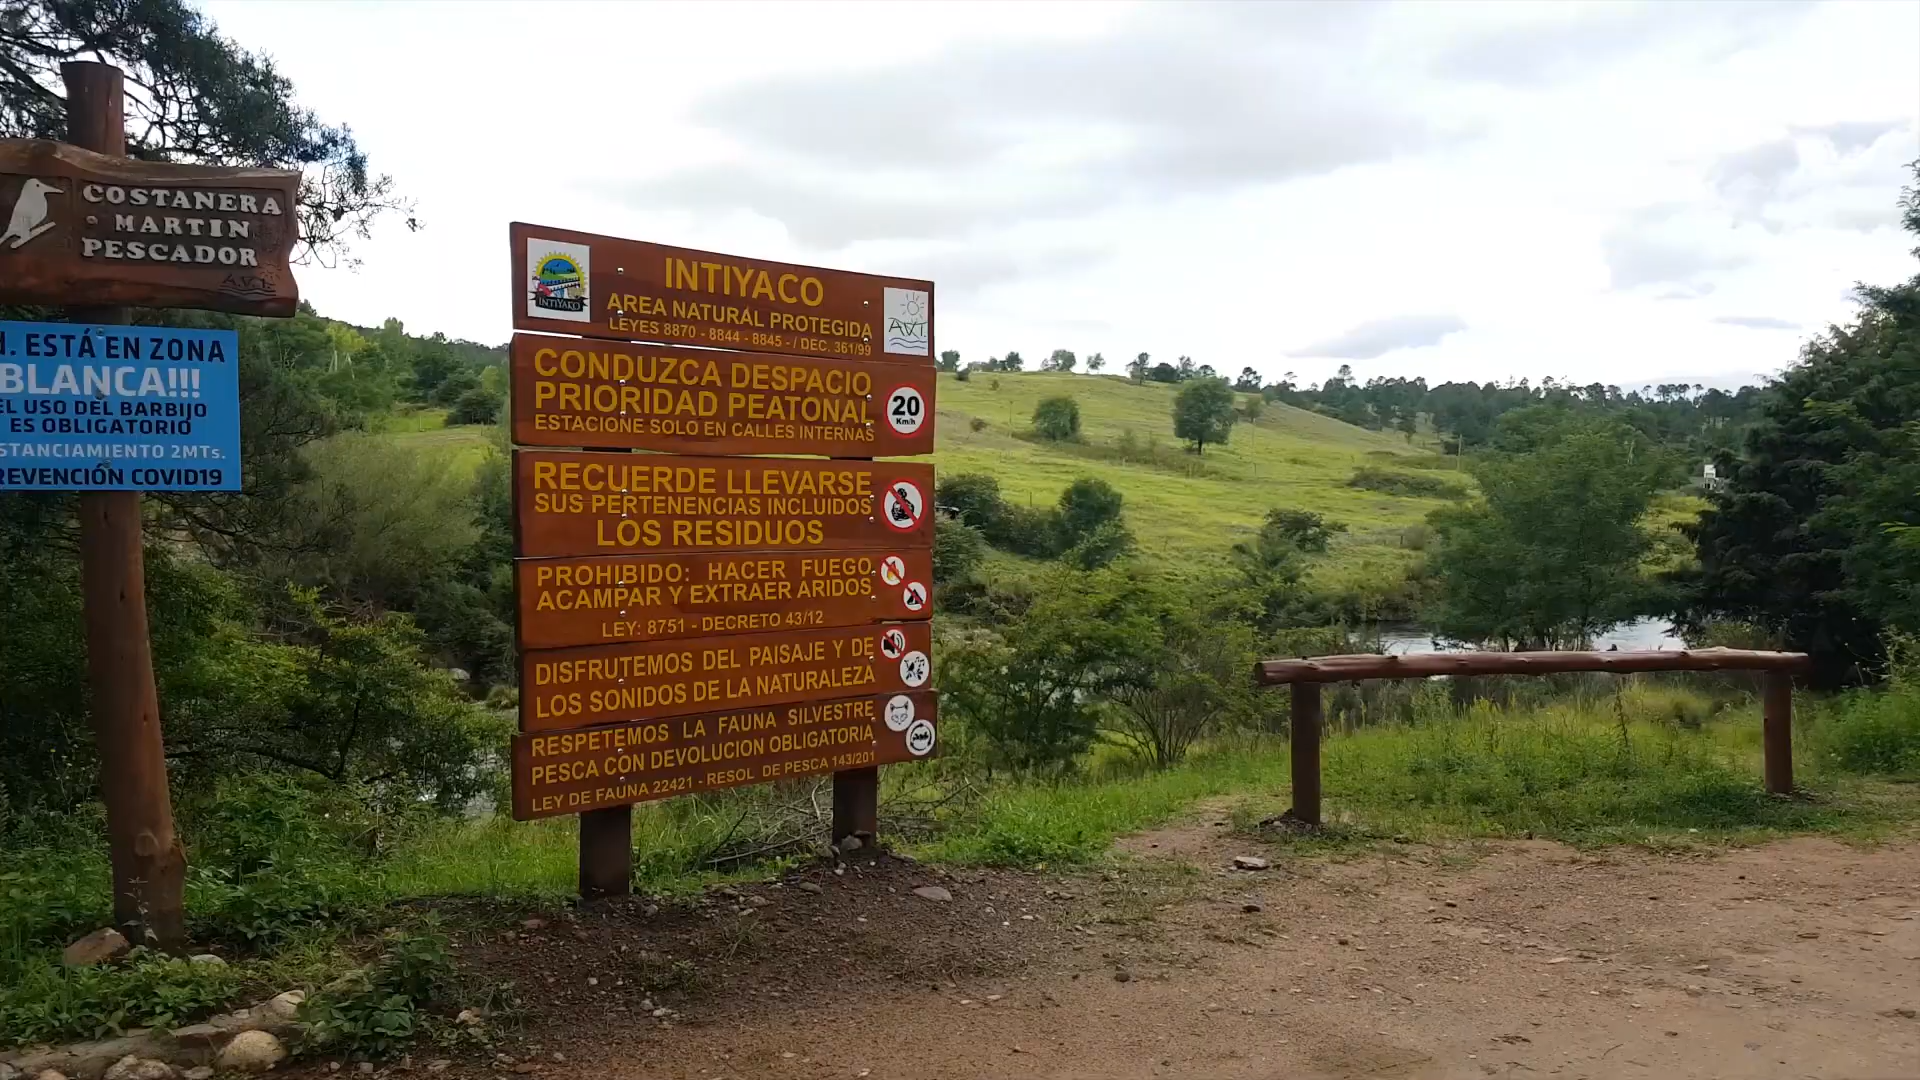 COSTANERA
MARTIN
PESCADOR
A.V.I.
. ESTÁ EN ZONA
BLANCA!!!
EL USO DEL BARBIJO
ES OBLIGATORIO
STANCIAMIENTO 2MTs.
REVENCIÓN COVID19
INTIYACO
AREA NATURAL PROTEGIDA
LEYES 8870 - 8844 - 8845 - / DEC. 361/99
INTIYAKO
A.V.I.
CONDUZCA DESPACIO
PRIORIDAD PEATONAL
ESTACIONE SOLO EN CALLES INTERNAS
20
Km/h
RECUERDE LLEVARSE
SUS PERTENENCIAS INCLUIDOS
LOS RESIDUOS
PROHIBIDO: HACER FUEGO
ACAMPAR Y EXTRAER ARIDOS
LEY: 8751 - DECRETO 43/12
DISFRUTEMOS DEL PAISAJE Y DE
LOS SONIDOS DE LA NATURALEZA
RESPETEMOS LA FAUNA SILVESTRE
PESCA CON DEVOLUCION OBLIGATORIA
LEY DE FAUNA 22421 - RESOL DE PESCA 143/201